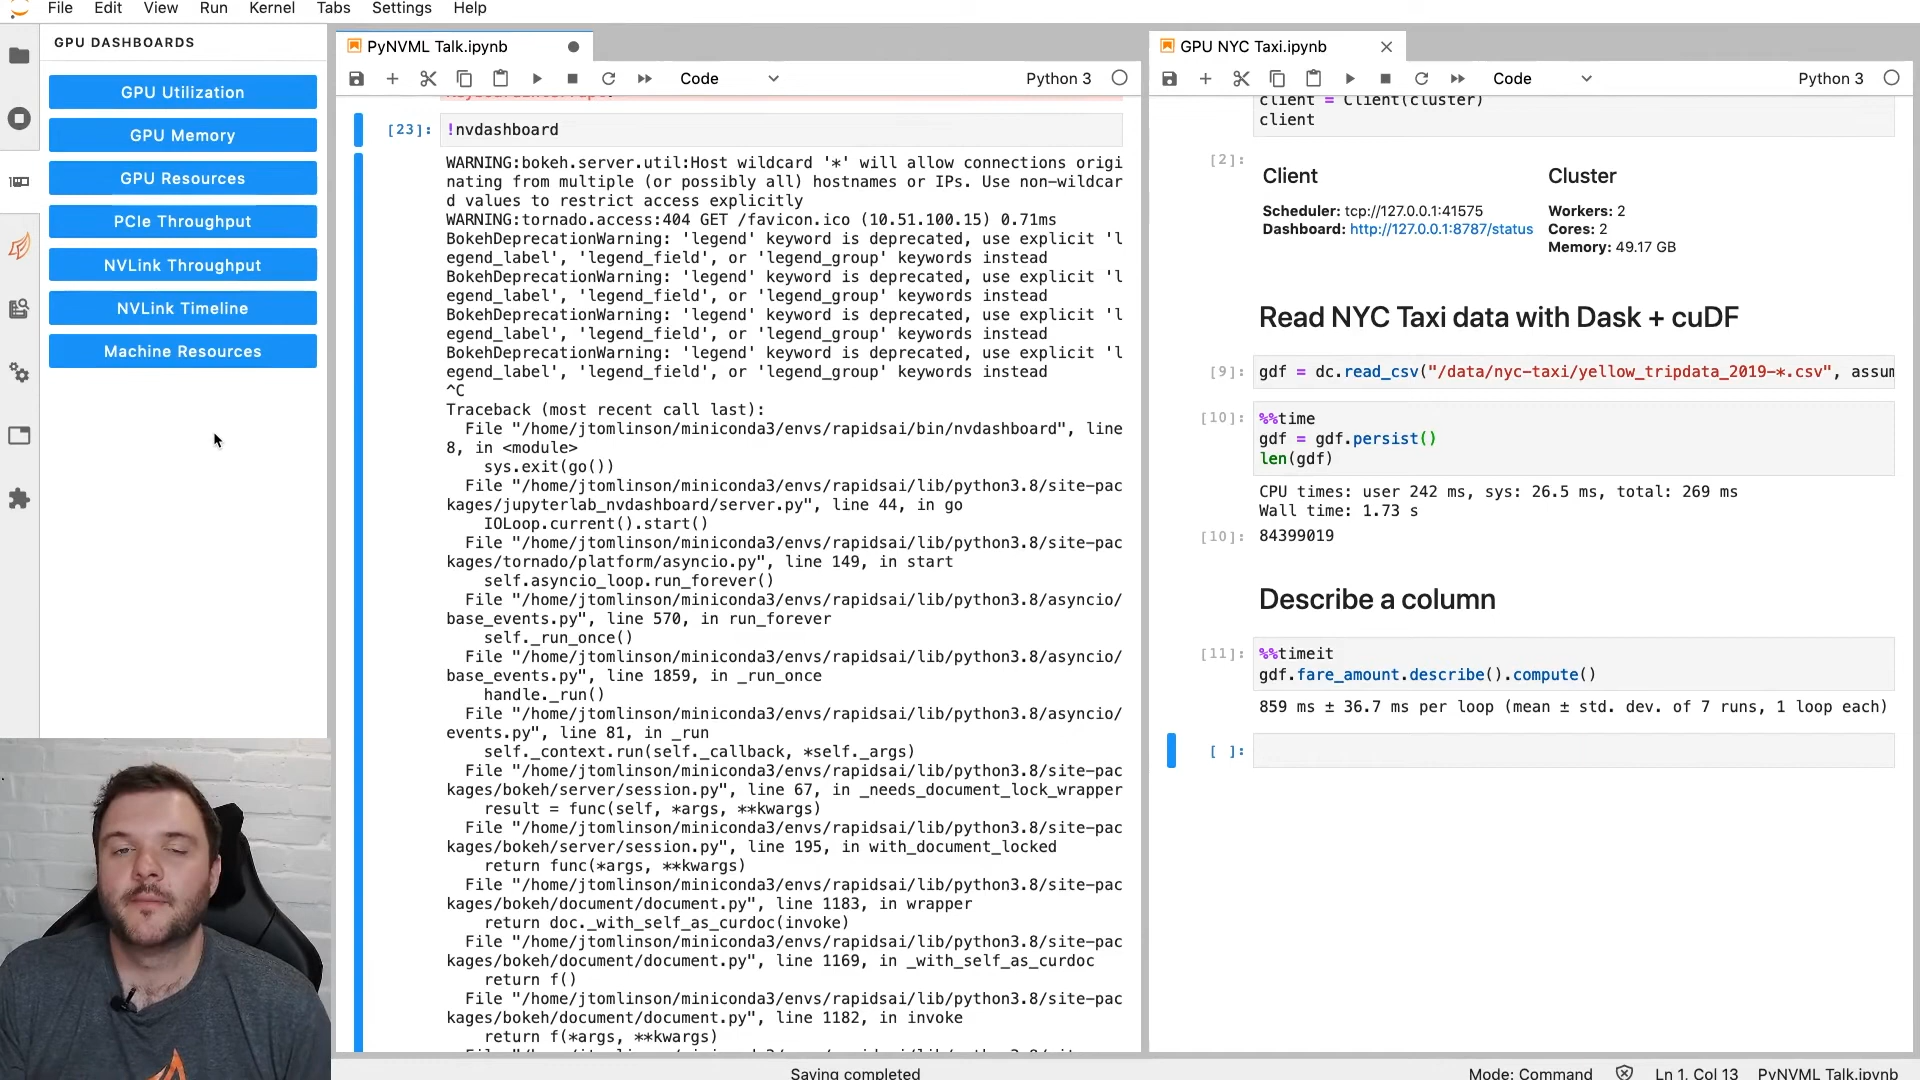 File Edit View Run Kernel Tabs Settings Help
GPU DASHBOARDS
GPU Utilization
GPU Memory
GPU Resources
PCIe Throughput
NVLink Throughput
NVLink Timeline
Machine Resources
PyNVML Talk.ipynb
Code
Python 3
[23]:
!nvdashboard
WARNING:bokeh.server.util:Host wildcard '*' will allow connections origi
nating from multiple (or possibly all) hostnames or IPs. Use non-wildcar
d values to restrict access explicitly
WARNING:tornado.access:404 GET /favicon.ico (10.51.100.15) 0.71ms
BokehDeprecationWarning: 'legend' keyword is deprecated, use explicit 'l
egend_label', 'legend_field', or 'legend_group' keywords instead
BokehDeprecationWarning: 'legend' keyword is deprecated, use explicit 'l
egend_label', 'legend_field', or 'legend_group' keywords instead
BokehDeprecationWarning: 'legend' keyword is deprecated, use explicit 'l
egend_label', 'legend_field', or 'legend_group' keywords instead
BokehDeprecationWarning: 'legend' keyword is deprecated, use explicit 'l
egend_label', 'legend_field', or 'legend_group' keywords instead
^C
Traceback (most recent call last):
File "/home/jtomlinson/miniconda3/envs/rapidsai/bin/nvdashboard", line
8, in <module>
sys.exit(go())
File "/home/jtomlinson/miniconda3/envs/rapidsai/lib/python3.8/site-pac
kages/jupyterlab_nvdashboard/server.py", line 44, in go
IOLoop.current().start()
File "/home/jtomlinson/miniconda3/envs/rapidsai/lib/python3.8/site-pac
kages/tornado/platform/asyncio.py", line 149, in start
self.asyncio_loop.run_forever()
File "/home/jtomlinson/miniconda3/envs/rapidsai/lib/python3.8/asyncio/
base_events.py", line 570, in run_forever
self._run_once()
File "/home/jtomlinson/miniconda3/envs/rapidsai/lib/python3.8/asyncio/
base_events.py", line 1859, in _run_once
handle._run()
File "/home/jtomlinson/miniconda3/envs/rapidsai/lib/python3.8/asyncio/
events.py", line 81, in _run
self._context.run(self._callback, *self._args)
File "/home/jtomlinson/miniconda3/envs/rapidsai/lib/python3.8/site-pac
kages/bokeh/server/session.py", line 67, in _needs_document_lock_wrapper
result = func(self, *args, **kwargs)
File "/home/jtomlinson/miniconda3/envs/rapidsai/lib/python3.8/site-pac
kages/bokeh/server/session.py", line 195, in with_document_locked
return func(*args, **kwargs)
File "/home/jtomlinson/miniconda3/envs/rapidsai/lib/python3.8/site-pac
kages/bokeh/document/document.py", line 1183, in wrapper
return doc._with_self_as_curdoc(invoke)
File "/home/jtomlinson/miniconda3/envs/rapidsai/lib/python3.8/site-pac
kages/bokeh/document/document.py", line 1169, in _with_self_as_curdoc
return f()
File "/home/jtomlinson/miniconda3/envs/rapidsai/lib/python3.8/site-pac
kages/bokeh/document/document.py", line 1182, in invoke
return f(*args, **kwargs)
GPU NYC Taxi.ipynb
Code
Python 3
client = Client(cluster)
client
[2]:
Client
Scheduler: tcp://127.0.0.1:41575
Dashboard: http://127.0.0.1:8787/status
Cluster
Workers: 2
Cores: 2
Memory: 49.17 GB
Read NYC Taxi data with Dask + cuDF
[9]: gdf = dc.read_csv("/data/nyc-taxi/yellow_tripdata_2019-*.csv", assum
[10]: %%time
gdf = gdf.persist()
len(gdf)
CPU times: user 242 ms, sys: 26.5 ms, total: 269 ms
Wall time: 1.73 s
[10]: 84399019
Describe a column
[11]: %%timeit
gdf.fare_amount.describe().compute()
859 ms ± 36.7 ms per loop (mean ± std. dev. of 7 runs, 1 loop each)
[ ]:
Saving completed
Mode: Command
Ln 1, Col 13
PyNVML Talk.ipynb